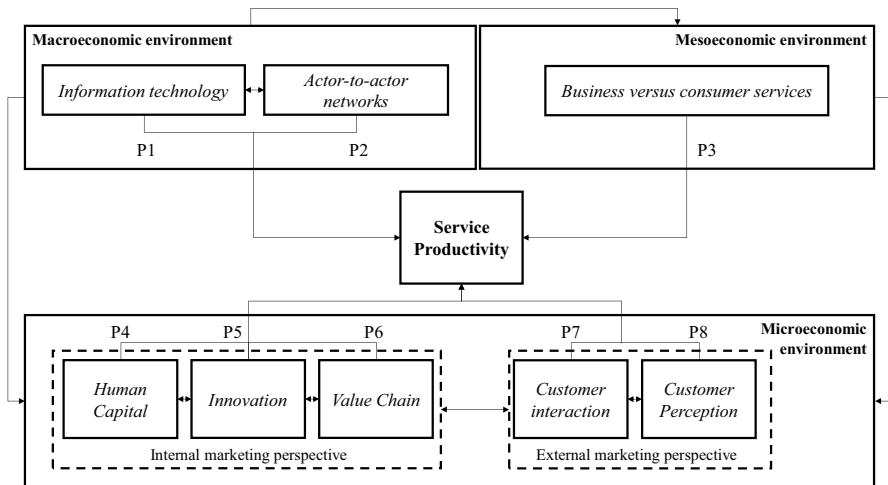 Macroeconomic environment
Mesoeconomic environment
Information technology
Actor-to-actor
networks
Business versus consumer services
P1
P2
P3
Service
Productivity
Microeconomic
environment
P4
P5
P6
P7
P8
Human
Capital
Innovation
Value Chain
Customer
interaction
Customer
Perception
Internal marketing perspective
External marketing perspective